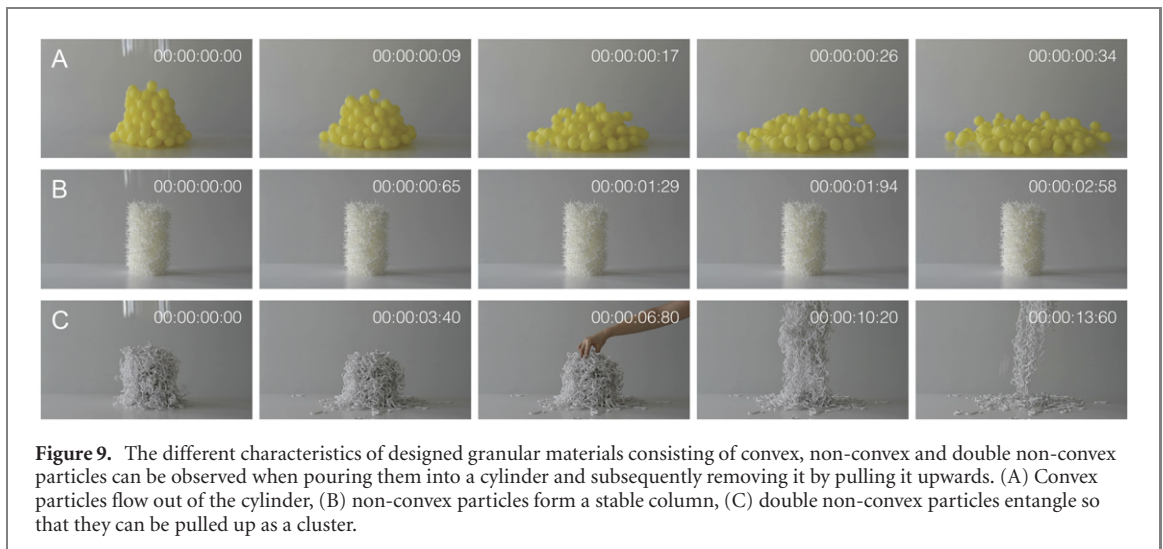 A 00:00:00:00 00:00:00:09 00:00:00:17 00:00:00:26 00:00:00:34
B 00:00:00:00 00:00:00:65 00:00:01:29 00:00:01:94 00:00:02:58
C 00:00:00:00 00:00:03:40 00:00:06:80 00:00:10:20 00:00:13:60
Figure 9. The different characteristics of designed granular materials consisting of convex, non-convex and double non-convex
particles can be observed when pouring them into a cylinder and subsequently removing it by pulling it upwards. (A) Convex
particles flow out of the cylinder, (B) non-convex particles form a stable column, (C) double non-convex particles entangle so
that they can be pulled up as a cluster.